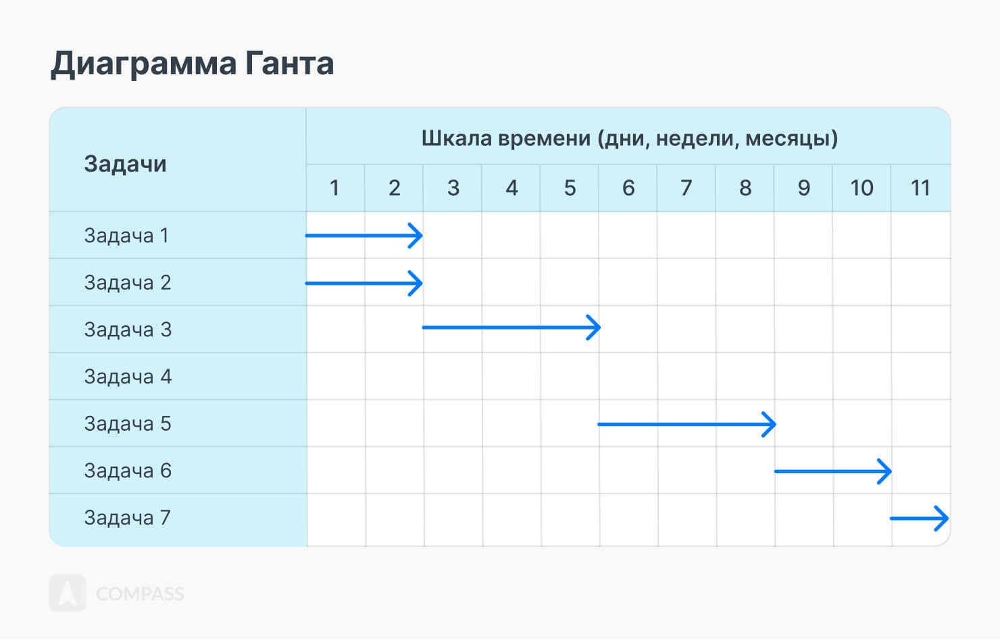 Диаграмма Ганта
Задачи
Шкала времени (дни, недели, месяцы)
1 2 3 4 5 6 7 8 9 10 11
Задача 1
Задача 2
Задача 3
Задача 4
Задача 5
Задача 6
Задача 7
COMPASS